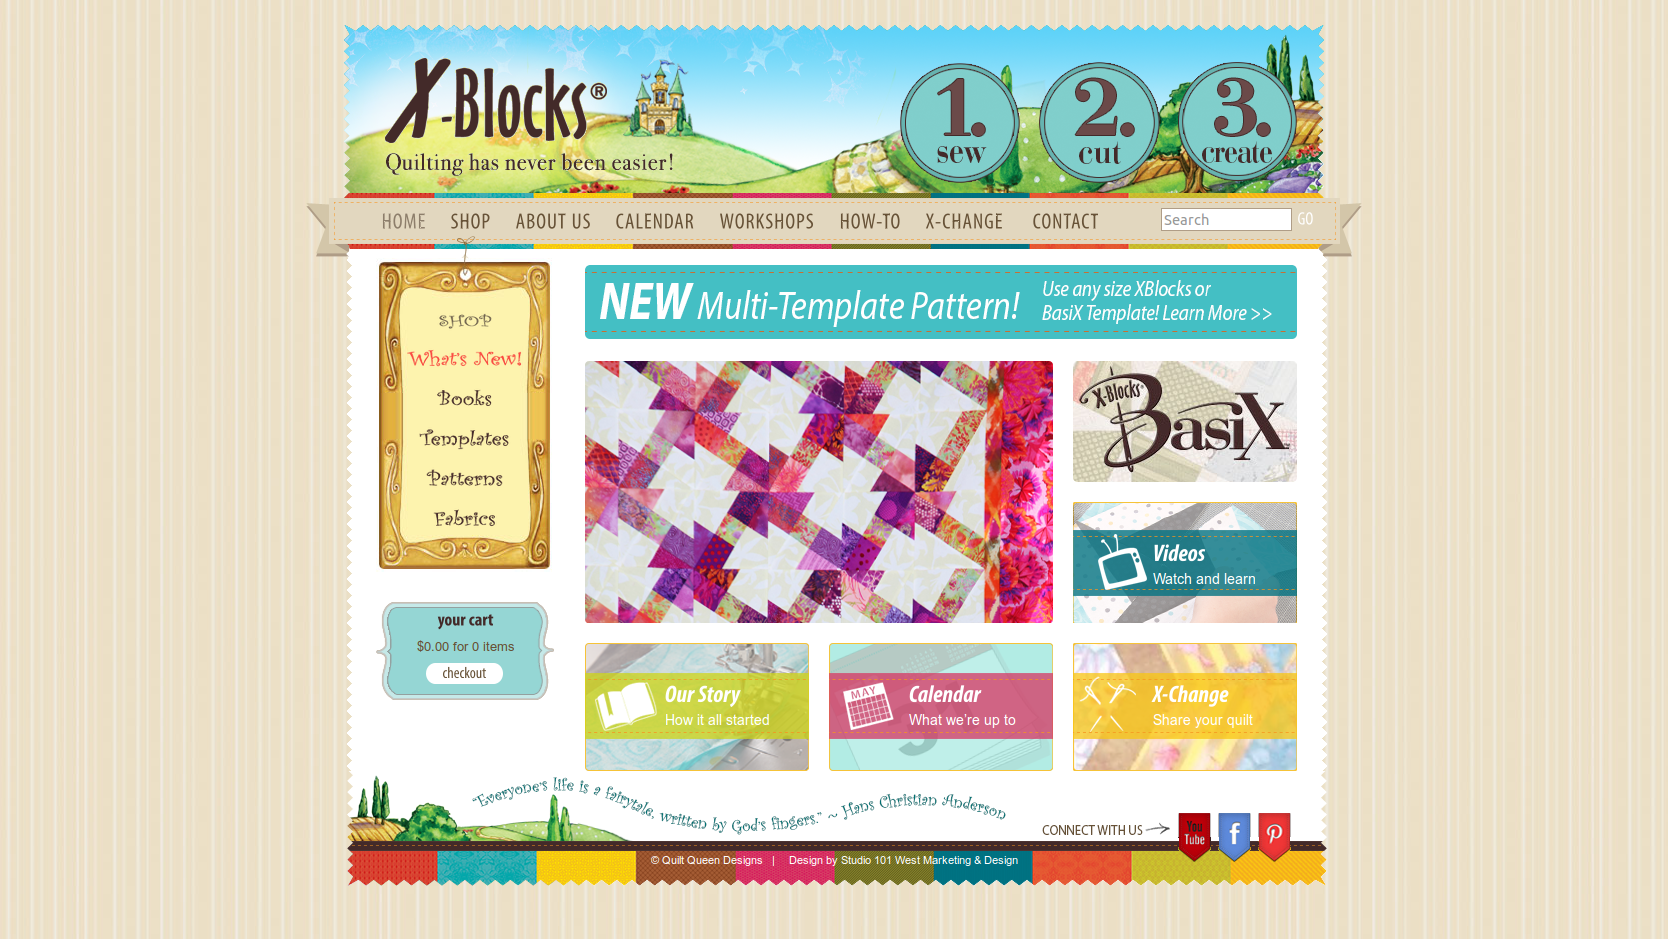 X-Blocks®
Quilting has never been easier!
1.
sew
2.
cut
3.
create
HOME SHOP ABOUT US CALENDAR WORKSHOPS HOW-TO X-CHANGE CONTACT Search GO
SHOP
What's New!
Books
Templates
Patterns
Fabrics
your cart
$0.00 for 0 items
checkout
NEW Multi-Template Pattern!
Use any size XBlocks or
BasiX Template! Learn More >>
X-Blocks®
BasiX
Videos
Watch and learn
Our Story
How it all started
MAY
Calendar
What we're up to
X-Change
Share your quilt
"Everyone's life is a fairytale, written by God's fingers." ~ Hans Christian Anderson
CONNECT WITH US
You
Tube
f
© Quilt Queen Designs | Design by Studio 101 West Marketing & Design